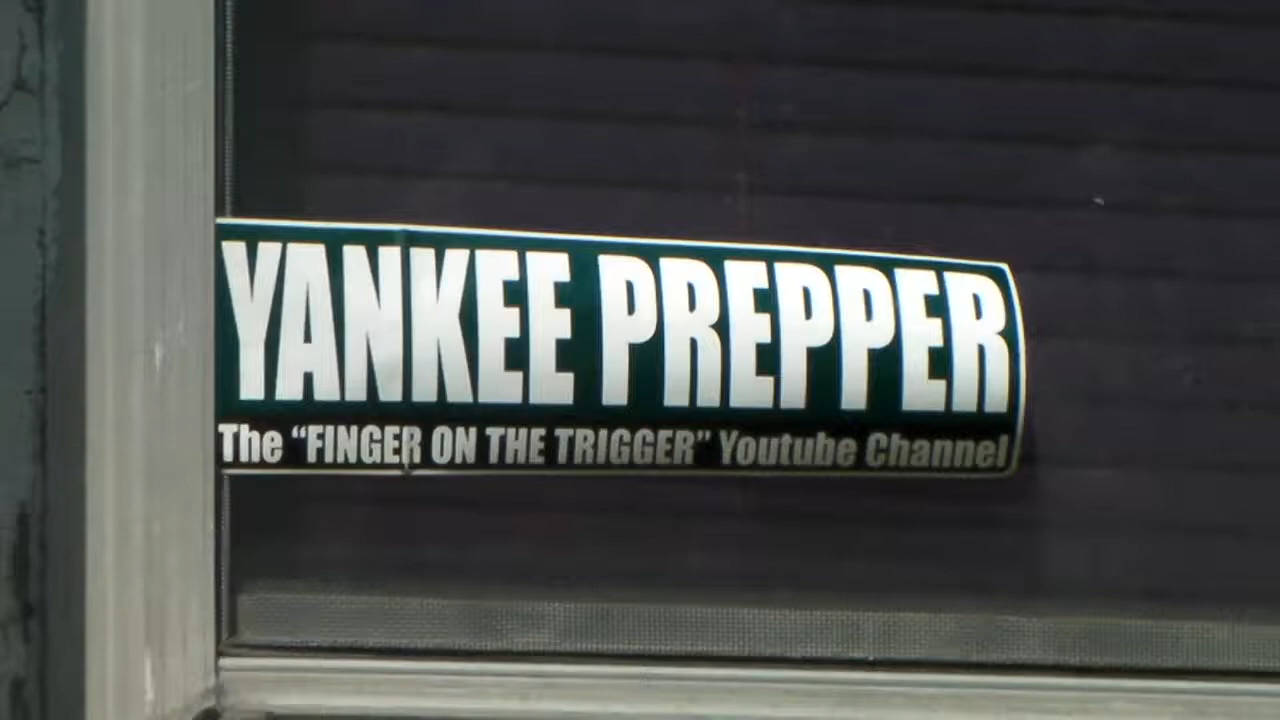 YANKEE PREPPER
The “FINGER ON THE TRIGGER” Youtube Channel